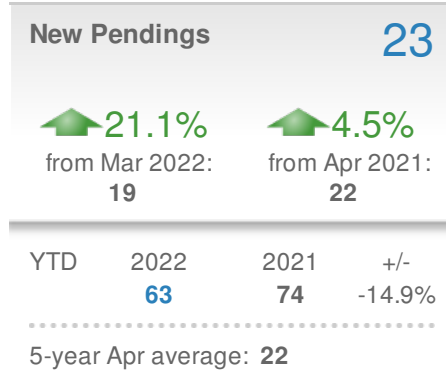 New Pendings 23
21.1% 4.5%
from Mar 2022: from Apr 2021:
19 22
YTD 2022 2021 +/-
63 74 -14.9%
5-year Apr average: 22